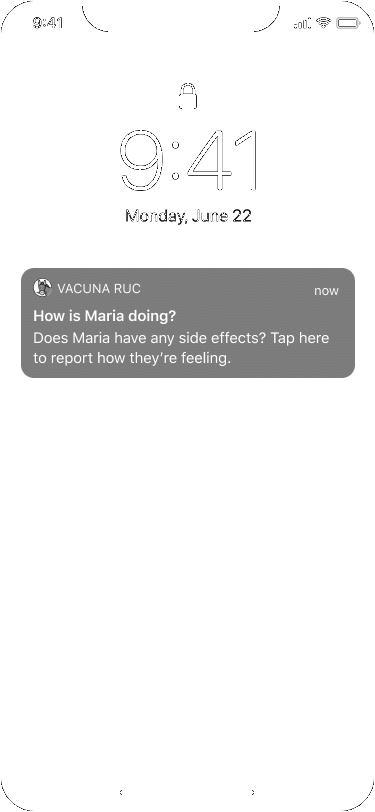 9:41
9:41
Monday, June 22
VACUNA RUC
now
How is Maria doing?
Does Maria have any side effects? Tap here
to report how they're feeling.